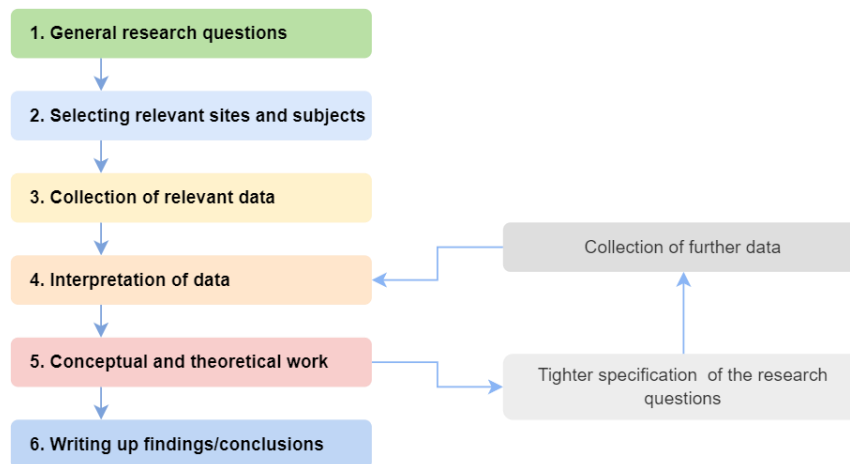 1. General research questions
2. Selecting relevant sites and subjects
3. Collection of relevant data
Collection of further data
4. Interpretation of data
5. Conceptual and theoretical work
Tighter specification  of the research
questions
6. Writing up findings/conclusions